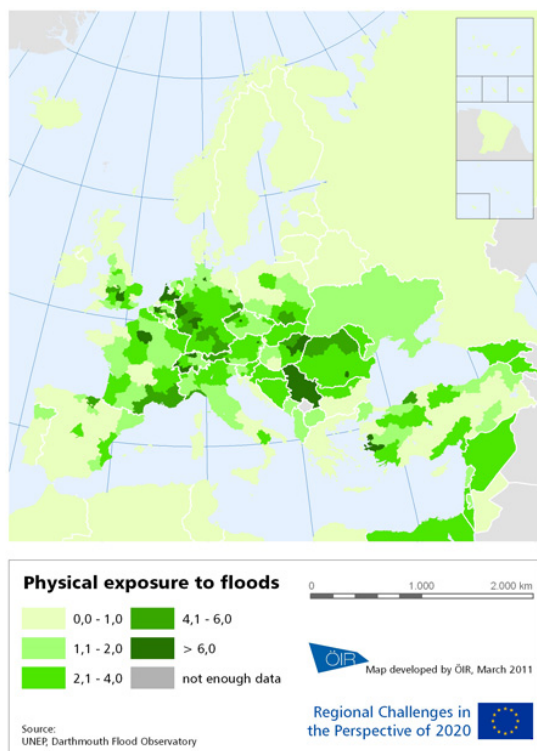 Physical exposure to floods
0,0 - 1,0
1,1 - 2,0
2,1 - 4,0
4,1 - 6,0
> 6,0
not enough data
Source:
UNEP, Darthmouth Flood Observatory
0 1.000 2.000 km
ÖIR
Map developed by ÖIR, March 2011
Regional Challenges in
the Perspective of 2020